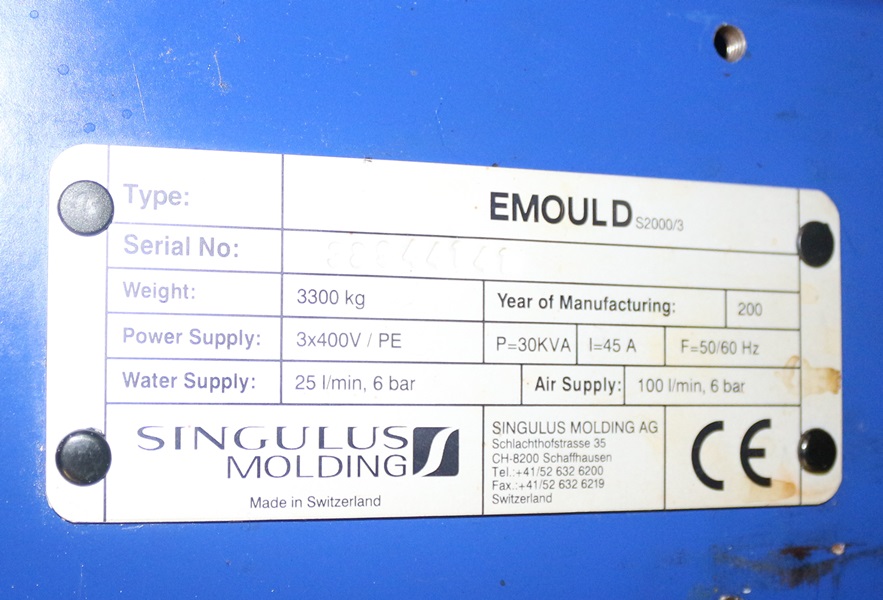 Type: EMOULD S2000/3
Serial No:
Weight: 3300 kg Year of Manufacturing: 200
Power Supply: 3x400V / PE P=30KVA I=45 A F=50/60 Hz
Water Supply: 25 l/min, 6 bar Air Supply: 100 l/min, 6 bar
SINGULUS
MOLDING
Made in Switzerland
SINGULUS MOLDING AG
Schlachthofstrasse 35
CH-8200 Schaffhausen
Tel.:+41/52 632 6200
Fax.:+41/52 632 6219
Switzerland
CE